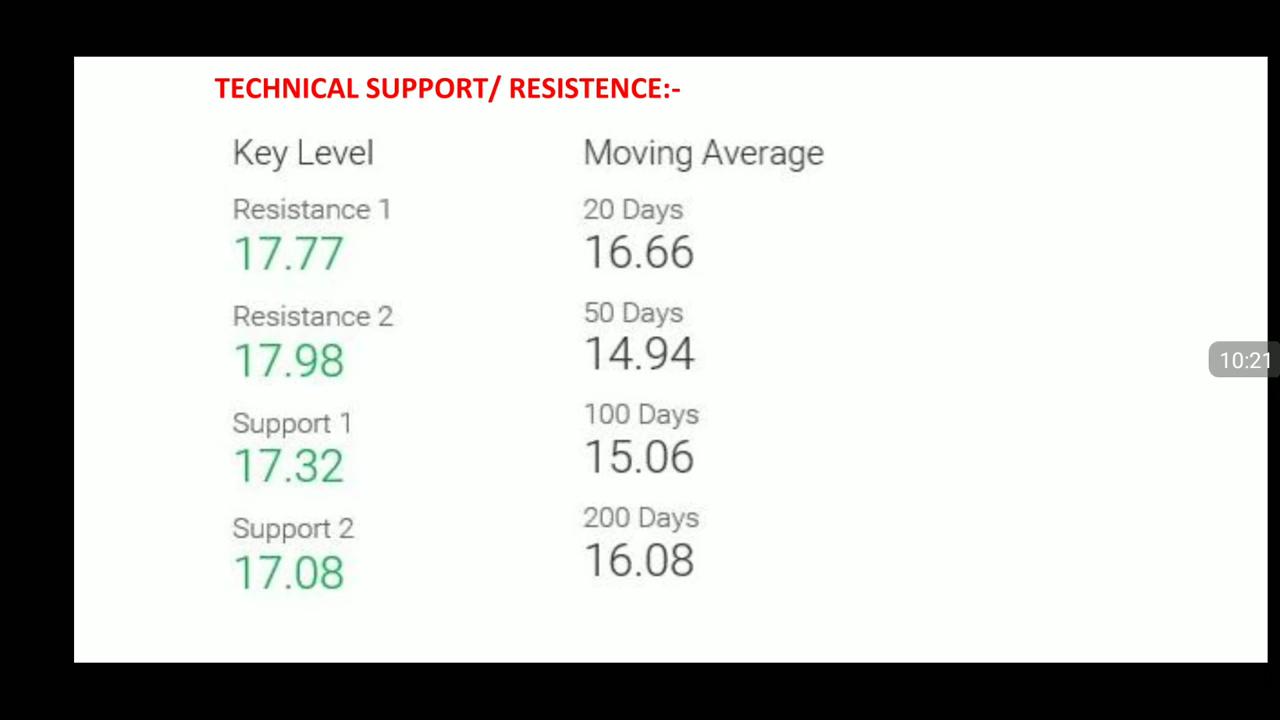 TECHNICAL SUPPORT/ RESISTENCE:-
Key Level
Resistance 1
17.77
Resistance 2
17.98
Support 1
17.32
Support 2
17.08
Moving Average
20 Days
16.66
50 Days
14.94
100 Days
15.06
200 Days
16.08
10:21